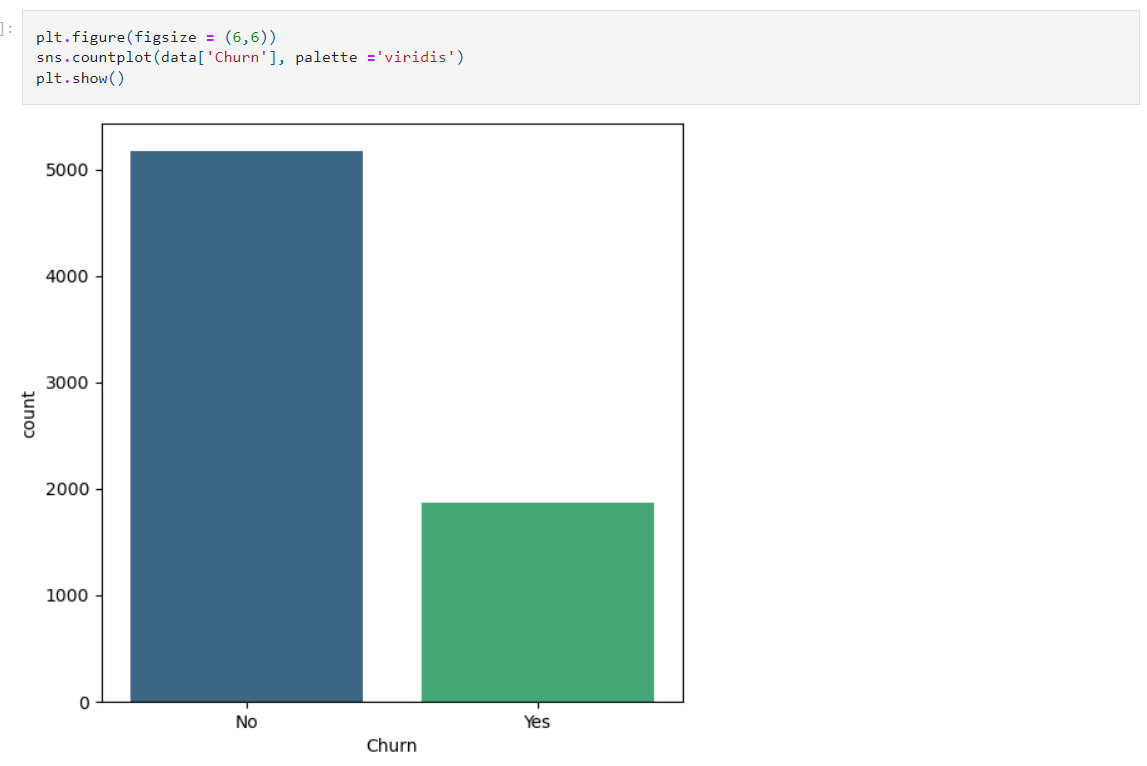 ]:
plt.figure(figsize = (6,6))
sns.countplot(data['Churn'], palette ='viridis')
plt.show()
5000
4000
3000
2000
1000
0
count
No Yes
Churn